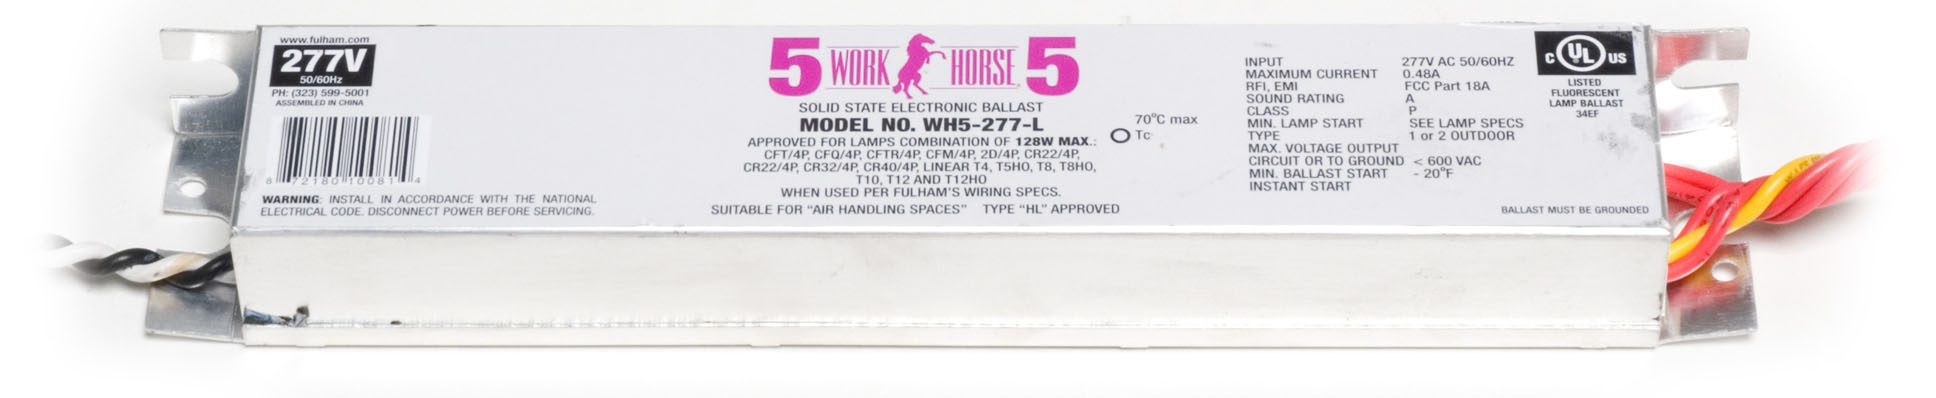 www.fulham.com
277V
50/60Hz
PH: (323) 599-5001
ASSEMBLED IN CHINA
8 72180 10081 4
WARNING: INSTALL IN ACCORDANCE WITH THE NATIONAL
ELECTRICAL CODE. DISCONNECT POWER BEFORE SERVICING.
5 WORK HORSE 5
SOLID STATE ELECTRONIC BALLAST
MODEL NO. WH5-277-L
APPROVED FOR LAMPS COMBINATION OF 128W MAX.:
CFT/4P, CFQ/4P, CFTR/4P, CFM/4P, 2D/4P, CR22/4P,
CR22/4P, CR32/4P, CR40/4P, LINEAR T4, T5HO, T8, T8HO,
T10, T12 AND T12HO
WHEN USED PER FULHAM'S WIRING SPECS.
SUITABLE FOR "AIR HANDLING SPACES" TYPE "HL" APPROVED
70°C max
Tc
INPUT 277V AC 50/60HZ
MAXIMUM CURRENT 0.48A
RFI, EMI FCC Part 18A
SOUND RATING A
CLASS P
MIN. LAMP START SEE LAMP SPECS
TYPE 1 or 2 OUTDOOR
MAX. VOLTAGE OUTPUT
CIRCUIT OR TO GROUND < 600 VAC
MIN. BALLAST START - 20°F
INSTANT START
C UL US
LISTED
FLUORESCENT
LAMP BALLAST
34EF
BALLAST MUST BE GROUNDED